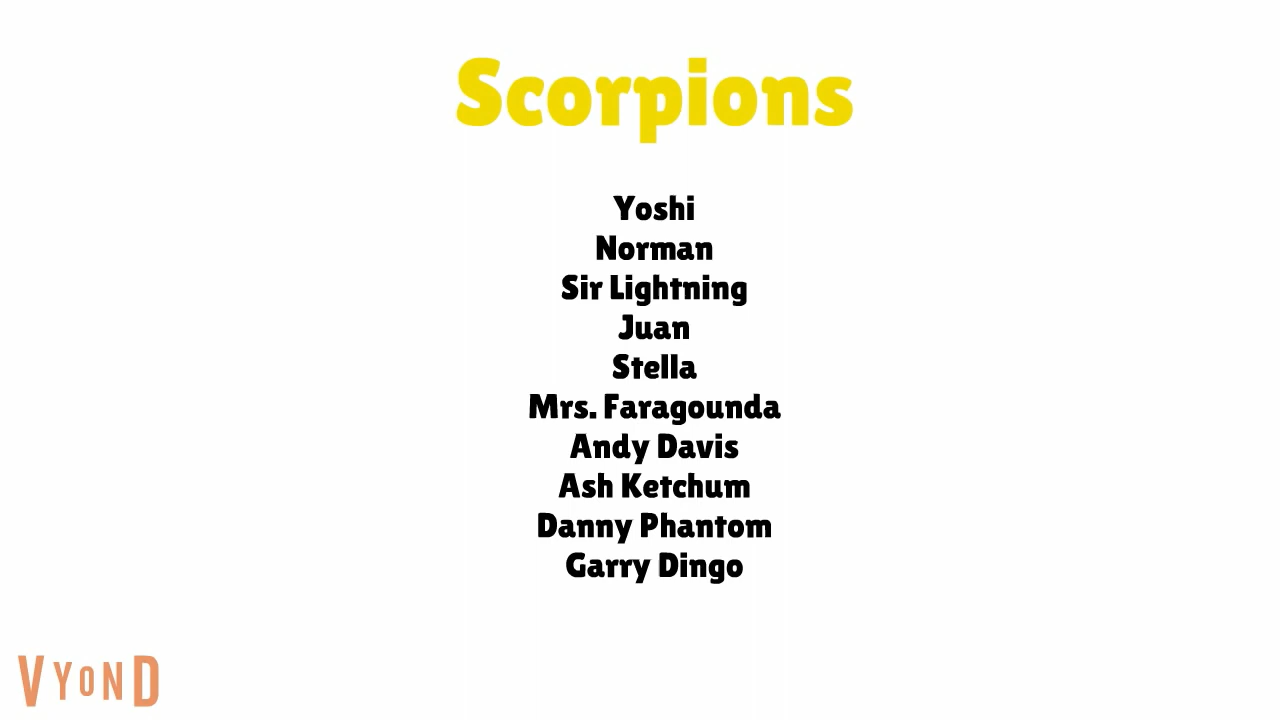 Scorpions
Yoshi
Norman
Sir Lightning
Juan
Stella
Mrs. Faragounda
Andy Davis
Ash Ketchum
Danny Phantom
Garry Dingo
VYOND